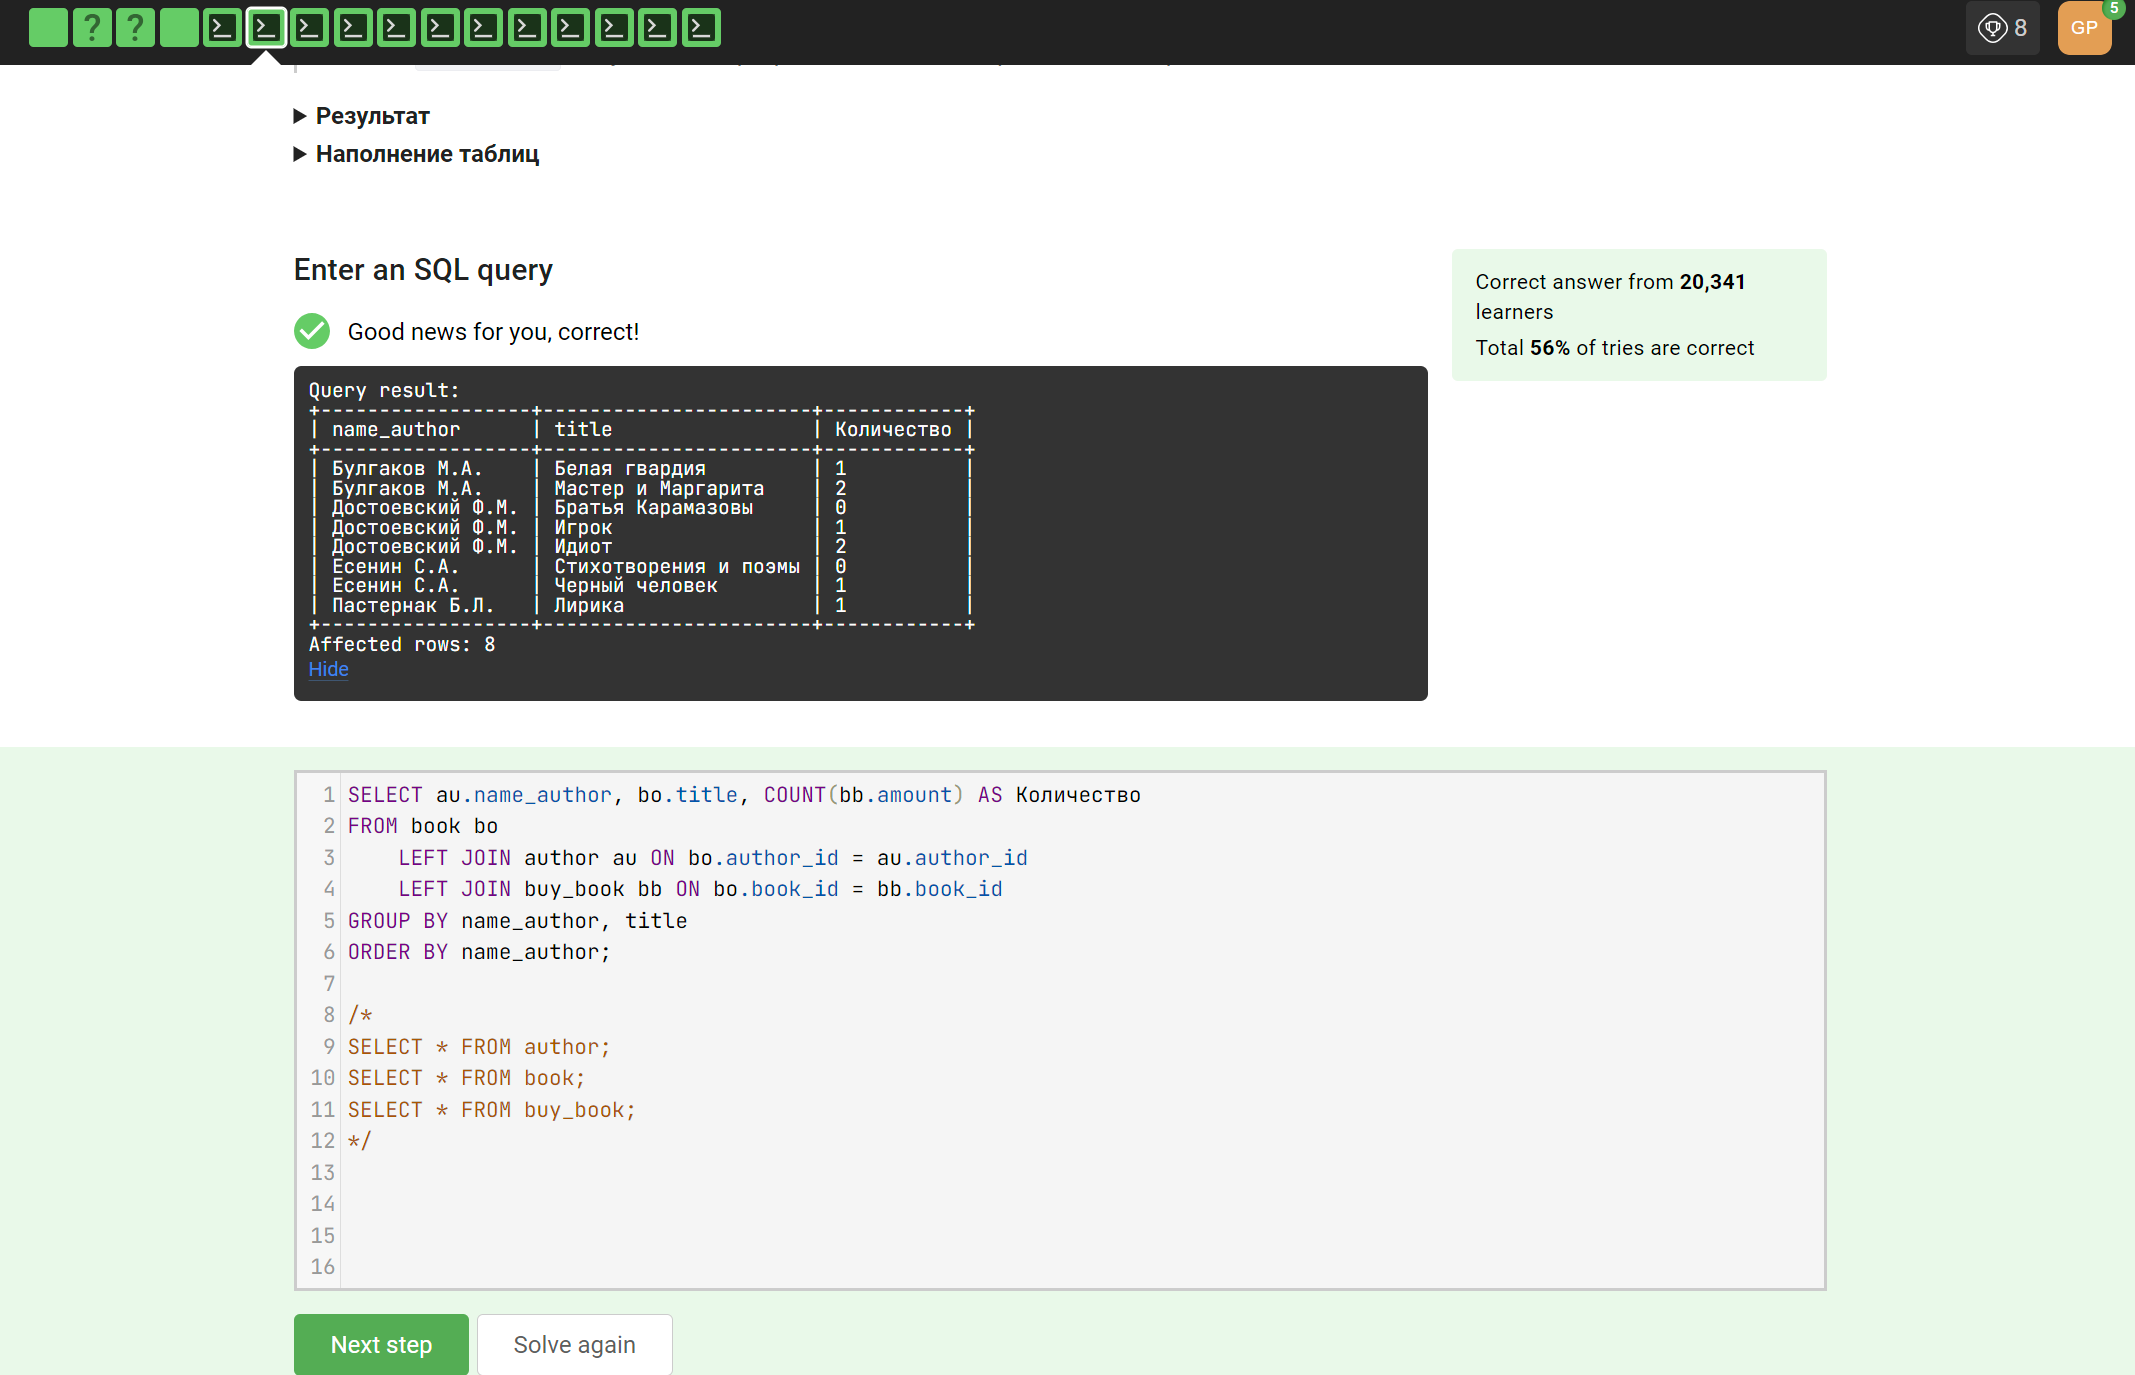 ? ?
8
GP
5
Результат
Наполнение таблиц
Enter an SQL query
Correct answer from 20,341
learners
Total 56% of tries are correct
Good news for you, correct!
Query result:
+------------------+-----------------------+------------+
| name_author      | title                 | Количество |
+------------------+-----------------------+------------+
| Булгаков М.А.    | Белая гвардия         | 1          |
| Булгаков М.А.    | Мастер и Маргарита    | 2          |
| Достоевский Ф.М. | Братья Карамазовы     | 0          |
| Достоевский Ф.М. | Игрок                 | 1          |
| Достоевский Ф.М. | Идиот                 | 2          |
| Есенин С.А.      | Стихотворения и поэмы | 0          |
| Есенин С.А.      | Черный человек        | 1          |
| Пастернак Б.Л.   | Лирика                | 1          |
+------------------+-----------------------+------------+
Affected rows: 8
Hide
1 SELECT au.name_author, bo.title, COUNT(bb.amount) AS Количество
2 FROM book bo
3     LEFT JOIN author au ON bo.author_id = au.author_id
4     LEFT JOIN buy_book bb ON bo.book_id = bb.book_id
5 GROUP BY name_author, title
6 ORDER BY name_author;
7
8 /*
9 SELECT * FROM author;
10 SELECT * FROM book;
11 SELECT * FROM buy_book;
12 */
13
14
15
16
Next step
Solve again